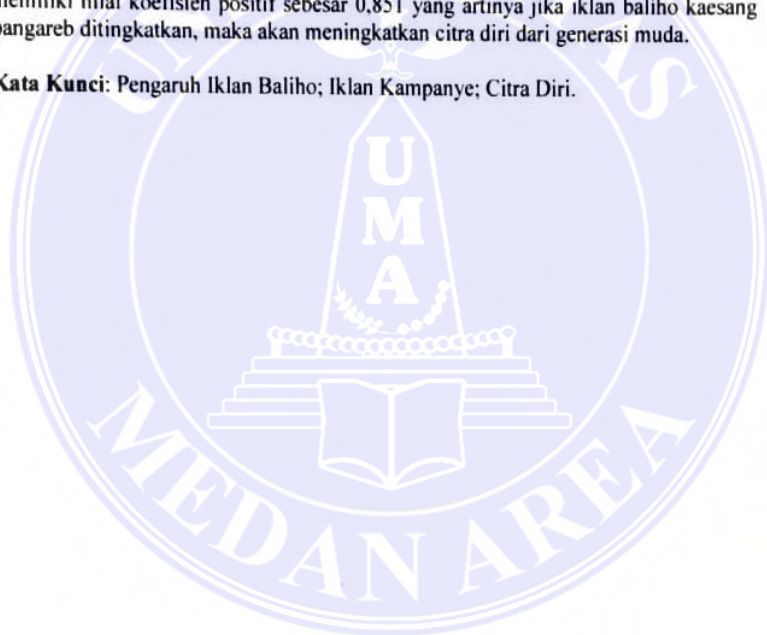 memiliki nilai koefisien positif sebesar 0,851 yang artinya jika iklan baliho kaesang
pangareb ditingkatkan, maka akan meningkatkan citra diri dari generasi muda.
Kata Kunci: Pengaruh Iklan Baliho; Iklan Kampanye; Citra Diri.
UNIVERSITAS
U
M
A
MEDAN AREA